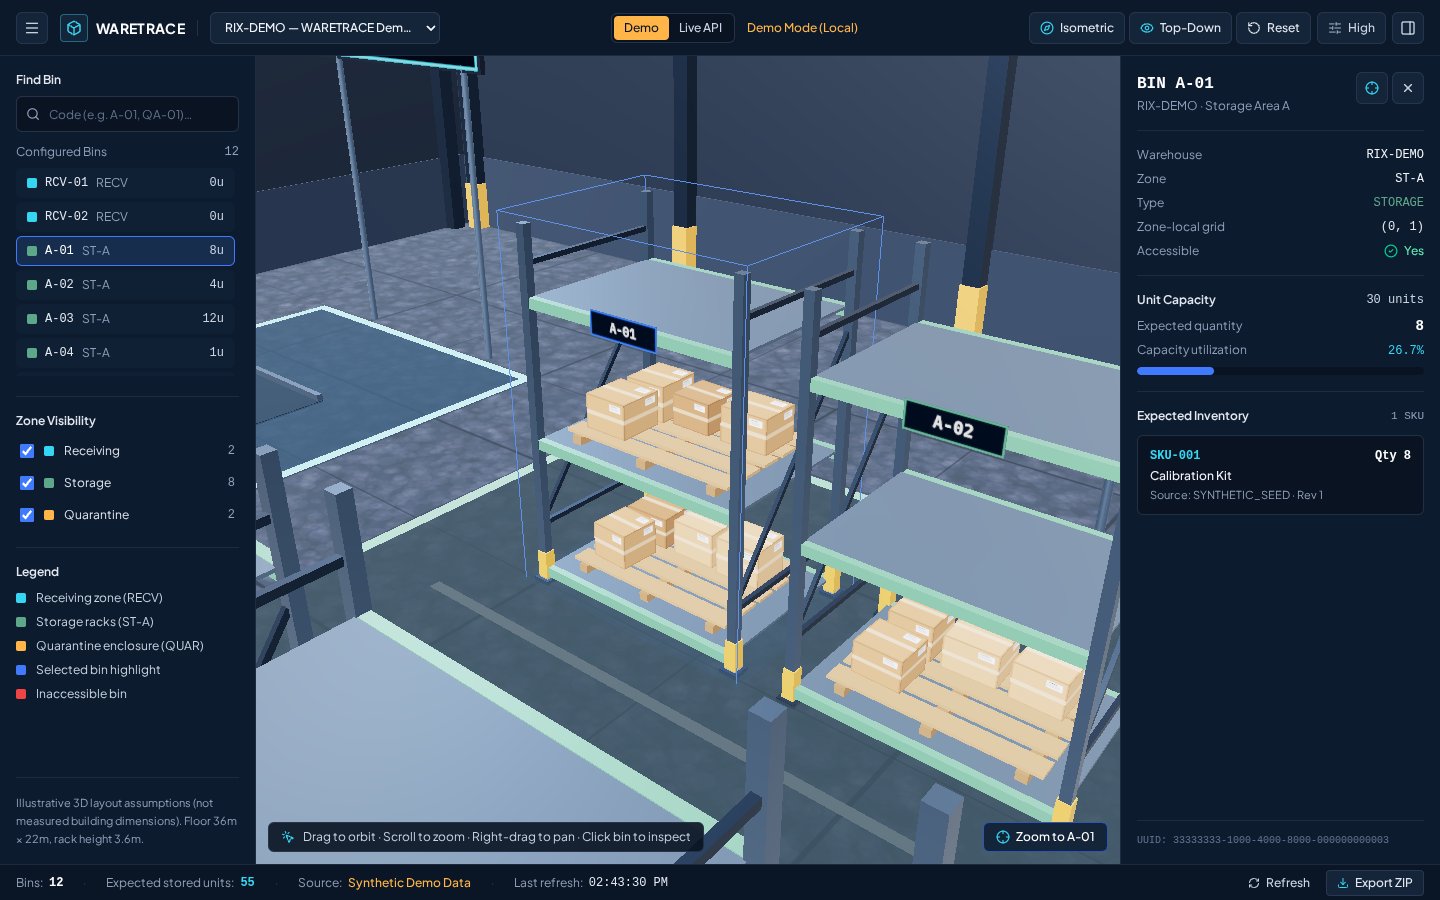 WARETRACE
RIX-DEMO — WARETRACE Dem...
Demo
Live API
Demo Mode (Local)
Isometric
Top-Down
Reset
High
Find Bin
Code (e.g. A-01, QA-01)...
Configured Bins 12
RCV-01 RECV 0u
RCV-02 RECV 0u
A-01 ST-A 8u
A-02 ST-A 4u
A-03 ST-A 12u
A-04 ST-A 1u
Zone Visibility
Receiving 2
Storage 8
Quarantine 2
Legend
Receiving zone (RECV)
Storage racks (ST-A)
Quarantine enclosure (QUAR)
Selected bin highlight
Inaccessible bin
Illustrative 3D layout assumptions (not
measured building dimensions). Floor 36m
× 22m, rack height 3.6m.
A-01
A-02
Drag to orbit · Scroll to zoom · Right-drag to pan · Click bin to inspect
Zoom to A-01
BIN A-01
RIX-DEMO · Storage Area A
Warehouse RIX-DEMO
Zone ST-A
Type STORAGE
Zone-local grid (0, 1)
Accessible Yes
Unit Capacity 30 units
Expected quantity 8
Capacity utilization 26.7%
Expected Inventory 1 SKU
SKU-001 Qty 8
Calibration Kit
Source: SYNTHETIC_SEED · Rev 1
UUID: 33333333-1000-4000-8000-000000000003
Bins: 12 · Expected stored units: 55 · Source: Synthetic Demo Data · Last refresh: 02:43:30 PM
Refresh
Export ZIP